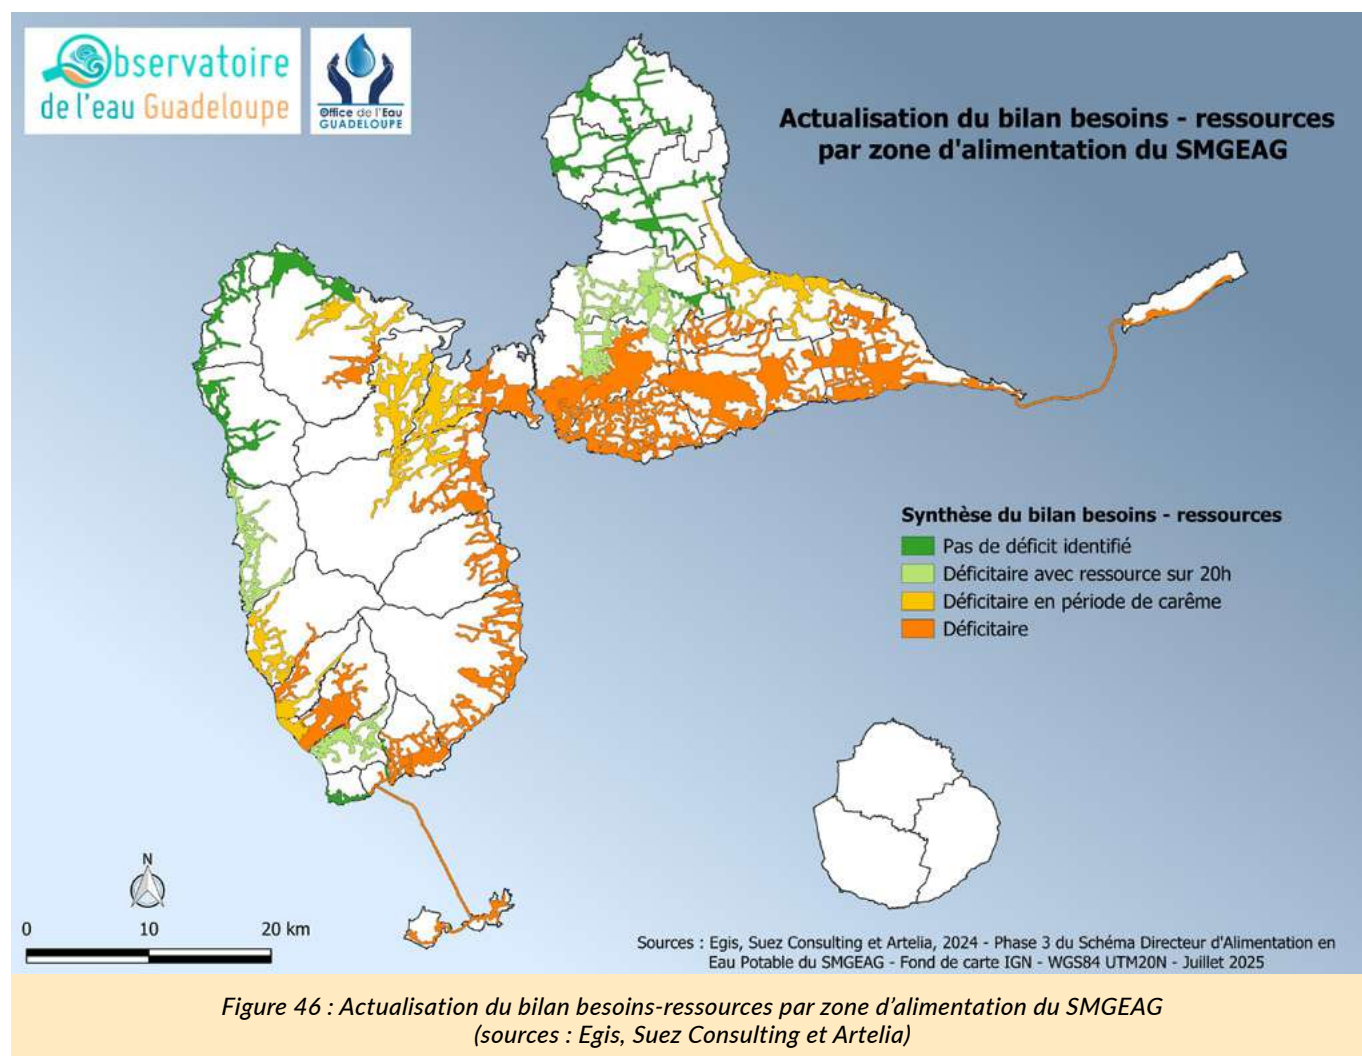 Observatoire
de l'eau Guadeloupe
Office de l'Eau
GUADELOUPE
Actualisation du bilan besoins - ressources
par zone d'alimentation du SMGEAG
Synthèse du bilan besoins - ressources
Pas de déficit identifié
Déficitaire avec ressource sur 20h
Déficitaire en période de carême
Déficitaire
N
0 10 20 km
Sources : Egis, Suez Consulting et Artelia, 2024 - Phase 3 du Schéma Directeur d'Alimentation en
Eau Potable du SMGEAG - Fond de carte IGN - WGS84 UTM20N - Juillet 2025
Figure 46 : Actualisation du bilan besoins-ressources par zone d’alimentation du SMGEAG
(sources : Egis, Suez Consulting et Artelia)